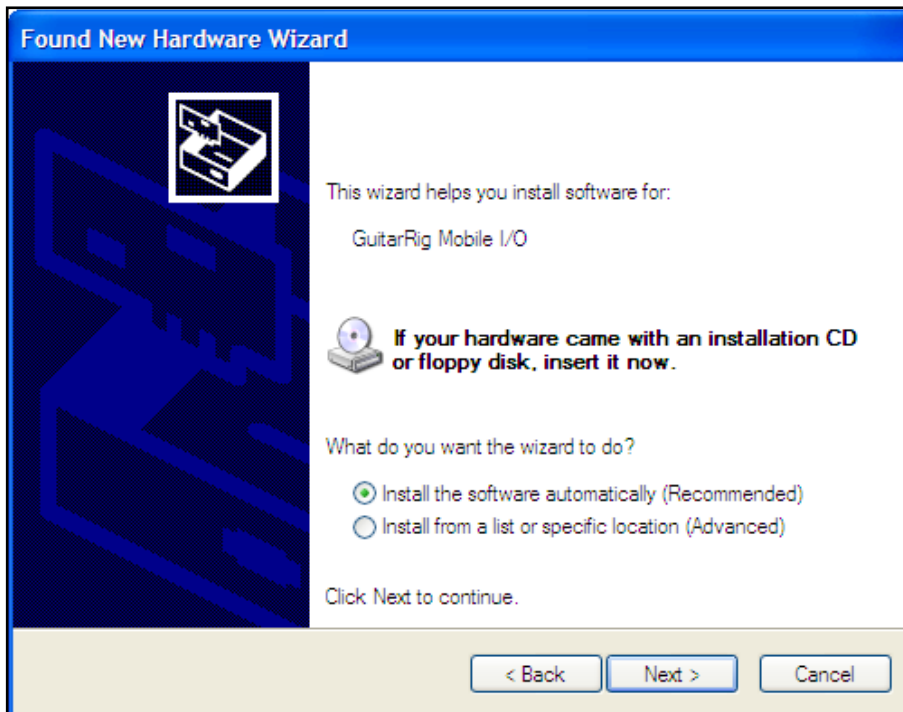 Found New Hardware Wizard
This wizard helps you install software for:
GuitarRig Mobile I/O
If your hardware came with an installation CD
or floppy disk, insert it now.
What do you want the wizard to do?
Install the software automatically (Recommended)
Install from a list or specific location (Advanced)
Click Next to continue.
< Back Next > Cancel